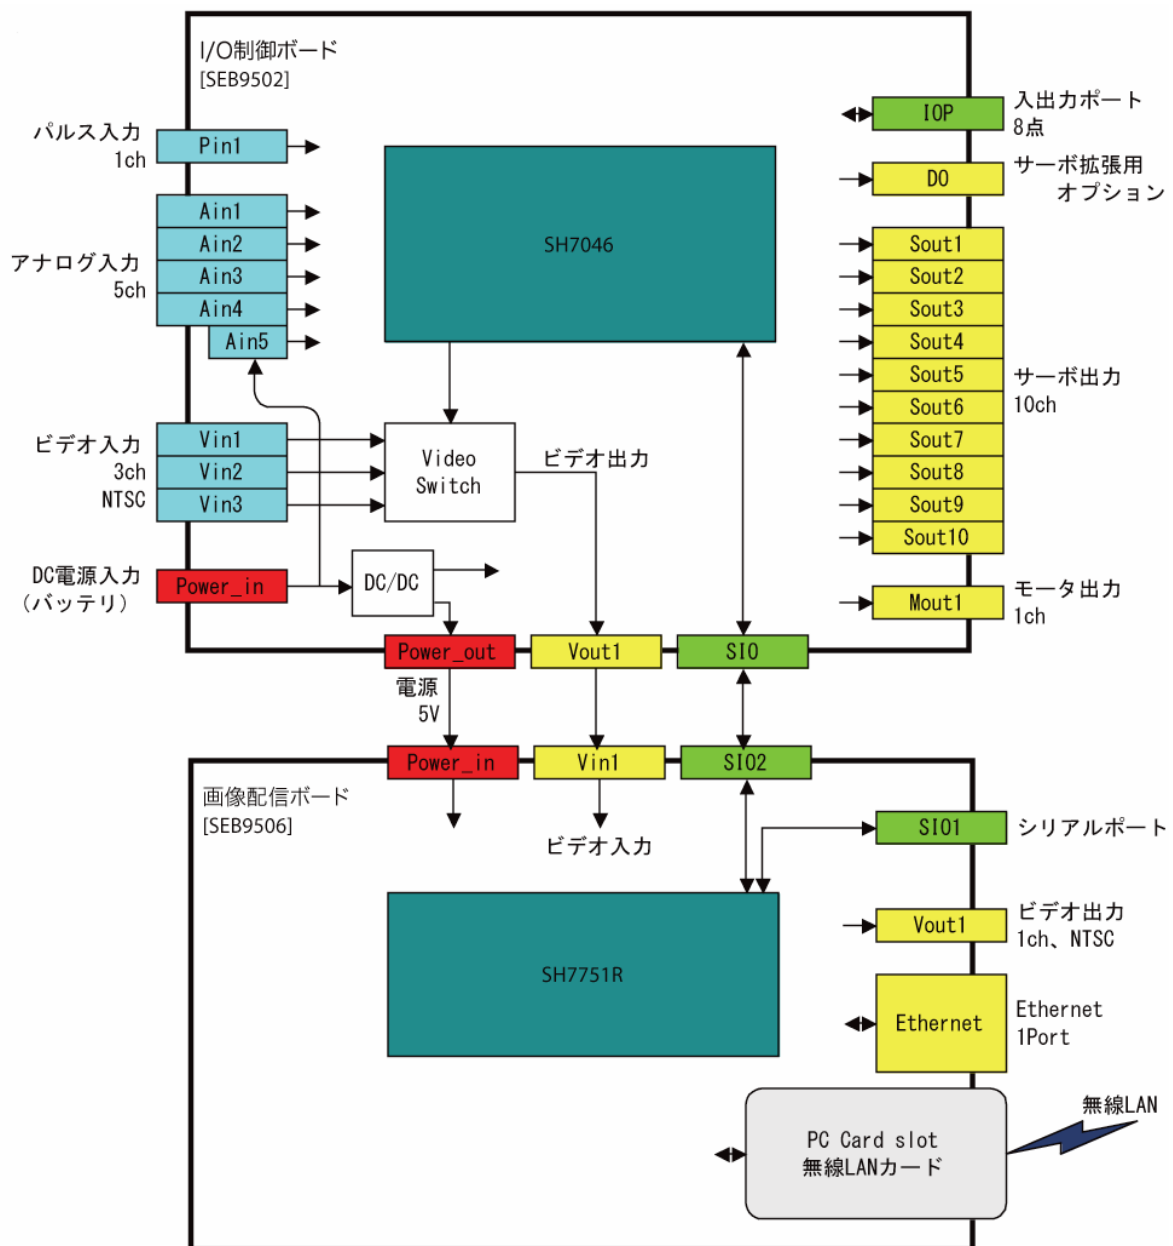 I/O制御ボード
[SEB9502]
パルス入力
1ch
Pin1
アナログ入力
5ch
Ain1
Ain2
Ain3
Ain4
Ain5
ビデオ入力
3ch
NTSC
Vin1
Vin2
Vin3
DC電源入力
(バッテリ)
Power_in
SH7046
Video
Switch
ビデオ出力
DC/DC
IOP
入出力ポート
8点
DO
サーボ拡張用
オプション
Sout1
Sout2
Sout3
Sout4
Sout5
Sout6
Sout7
Sout8
Sout9
Sout10
サーボ出力
10ch
Mout1
モータ出力
1ch
Power_out
Vout1
SIO
電源
5V
Power_in
Vin1
SIO2
画像配信ボード
[SEB9506]
ビデオ入力
SH7751R
SIO1
シリアルポート
Vout1
ビデオ出力
1ch、NTSC
Ethernet
Ethernet
1Port
PC Card slot
無線LANカード
無線LAN